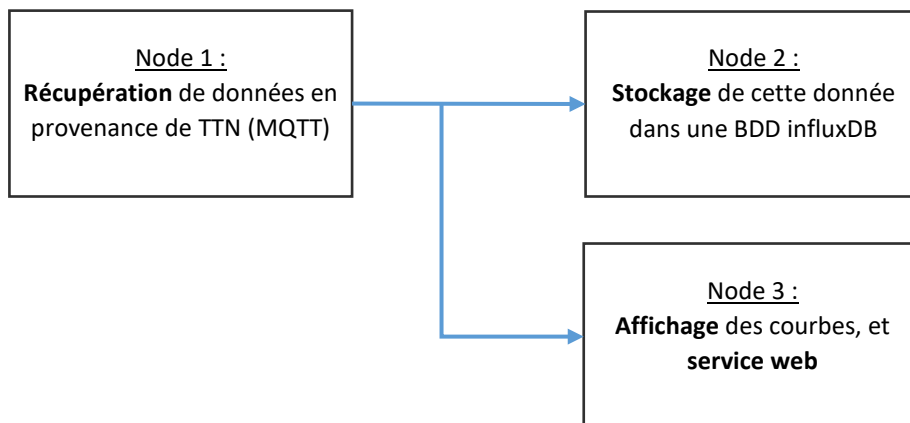 Node 1 :
Récupération de données en
provenance de TTN (MQTT)
Node 2 :
Stockage de cette donnée
dans une BDD influxDB
Node 3 :
Affichage des courbes, et
service web